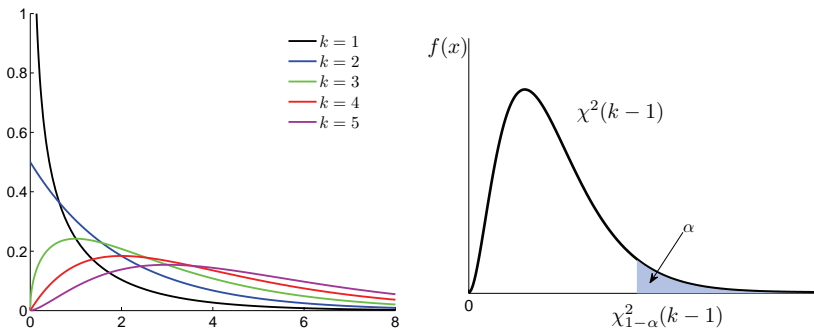 1
0.8
0.6
0.4
0.2
0
0 2 4 6 8
k = 1
k = 2
k = 3
k = 4
k = 5
f(x)
χ²(k − 1)
α
0
χ²₁₋α(k − 1)